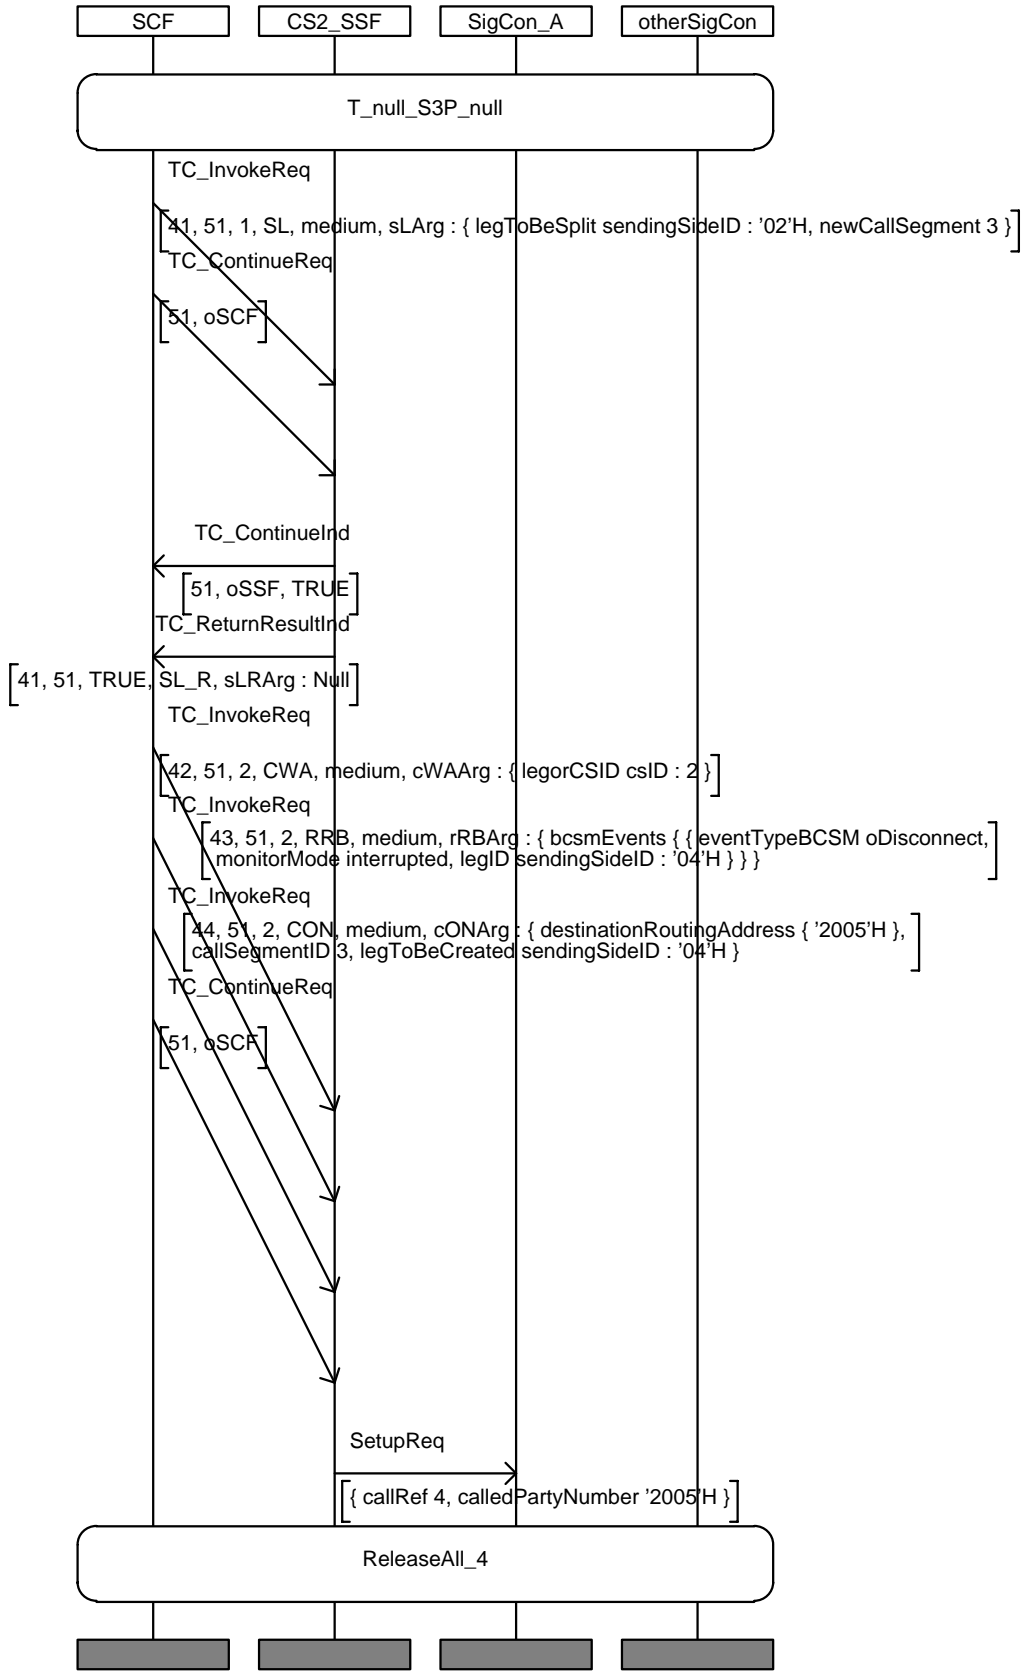 SCF
CS2_SSF
SigCon_A
otherSigCon
T_null_S3P_null
TC_InvokeReq
41, 51, 1, SL, medium, sLArg : { legToBeSplit sendingSideID : '02'H, newCallSegment 3 }
TC_ContinueReq
51, oSCF
TC_ContinueInd
51, oSSF, TRUE
TC_ReturnResultInd
41, 51, TRUE, SL_R, sLRArg : Null
TC_InvokeReq
42, 51, 2, CWA, medium, cWAArg : { legorCSID csID : 2 }
TC_InvokeReq
43, 51, 2, RRB, medium, rRBArg : { bcsmEvents { { eventTypeBCSM oDisconnect,
monitorMode interrupted, legID sendingSideID : '04'H } } }
TC_InvokeReq
44, 51, 2, CON, medium, cONArg : { destinationRoutingAddress { '2005'H },
callSegmentID 3, legToBeCreated sendingSideID : '04'H }
TC_ContinueReq
51, oSCF
SetupReq
{ callRef 4, calledPartyNumber '2005'H }
ReleaseAll_4